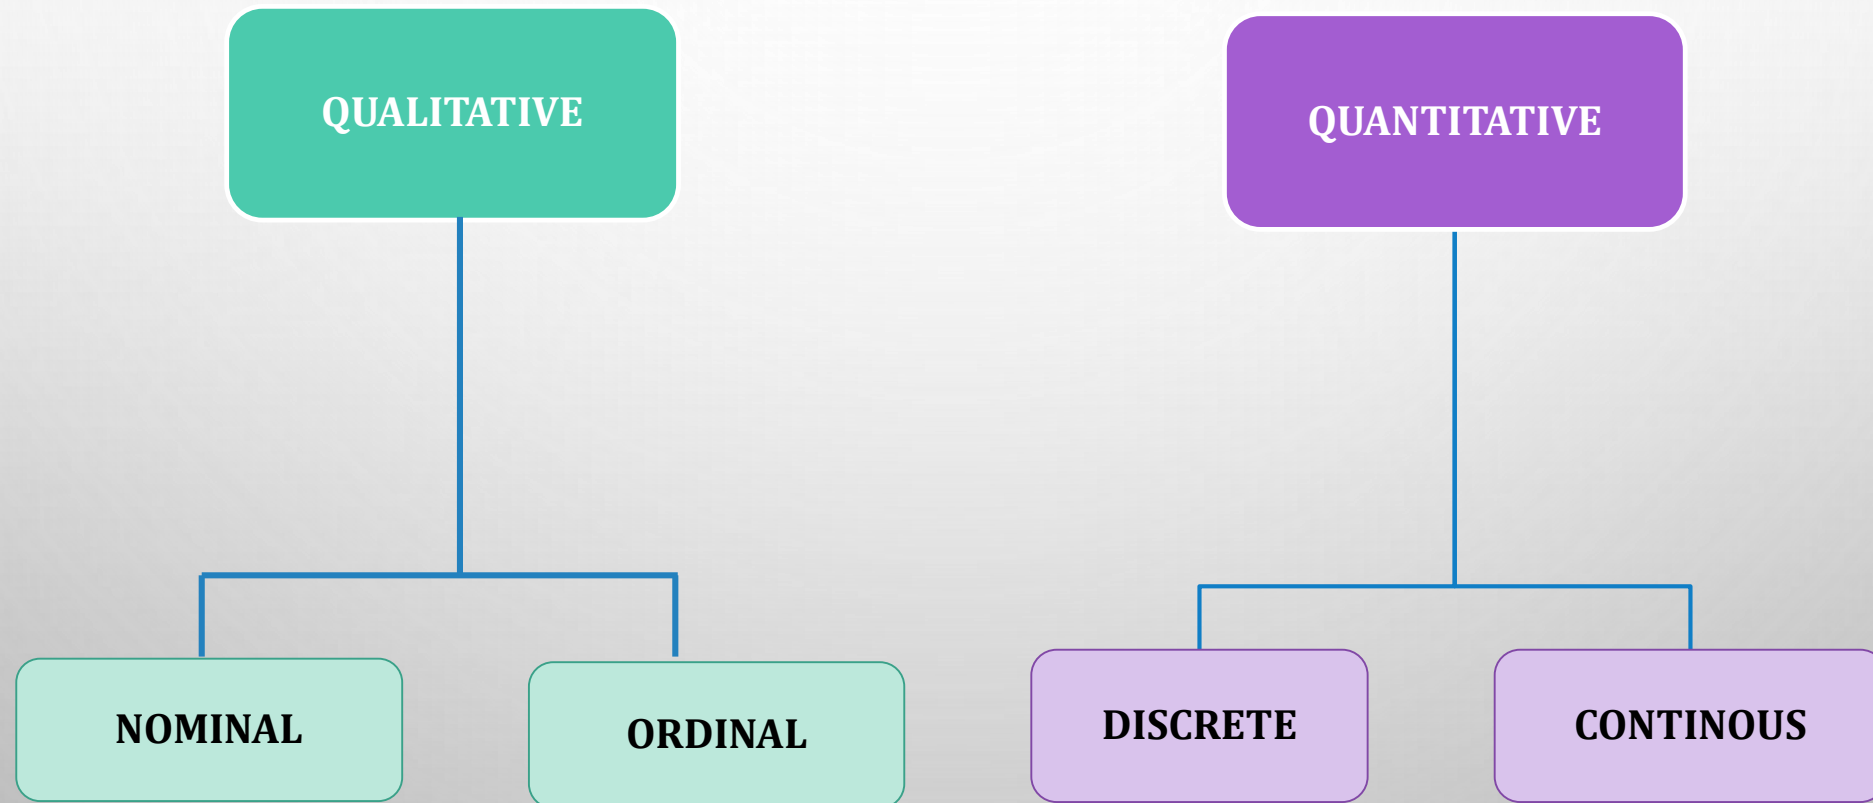 QUALITATIVE
QUANTITATIVE
NOMINAL
ORDINAL
DISCRETE
CONTINOUS